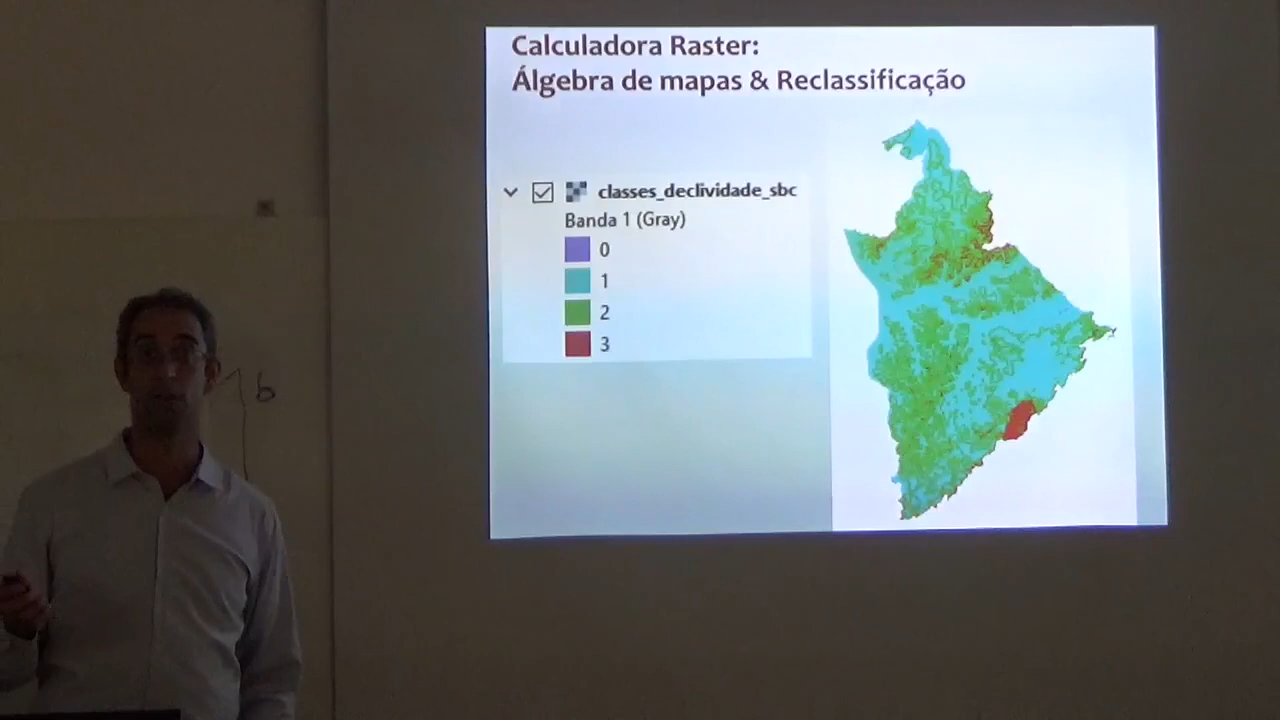 Calculadora Raster:
Álgebra de mapas & Reclassificação
classes_declividade_sbc
Banda 1 (Gray)
0
1
2
3